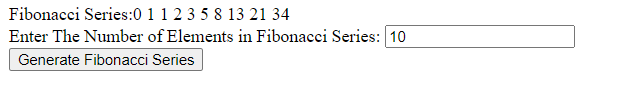 Fibonacci Series:0 1 1 2 3 5 8 13 21 34
Enter The Number of Elements in Fibonacci Series: 10
Generate Fibonacci Series